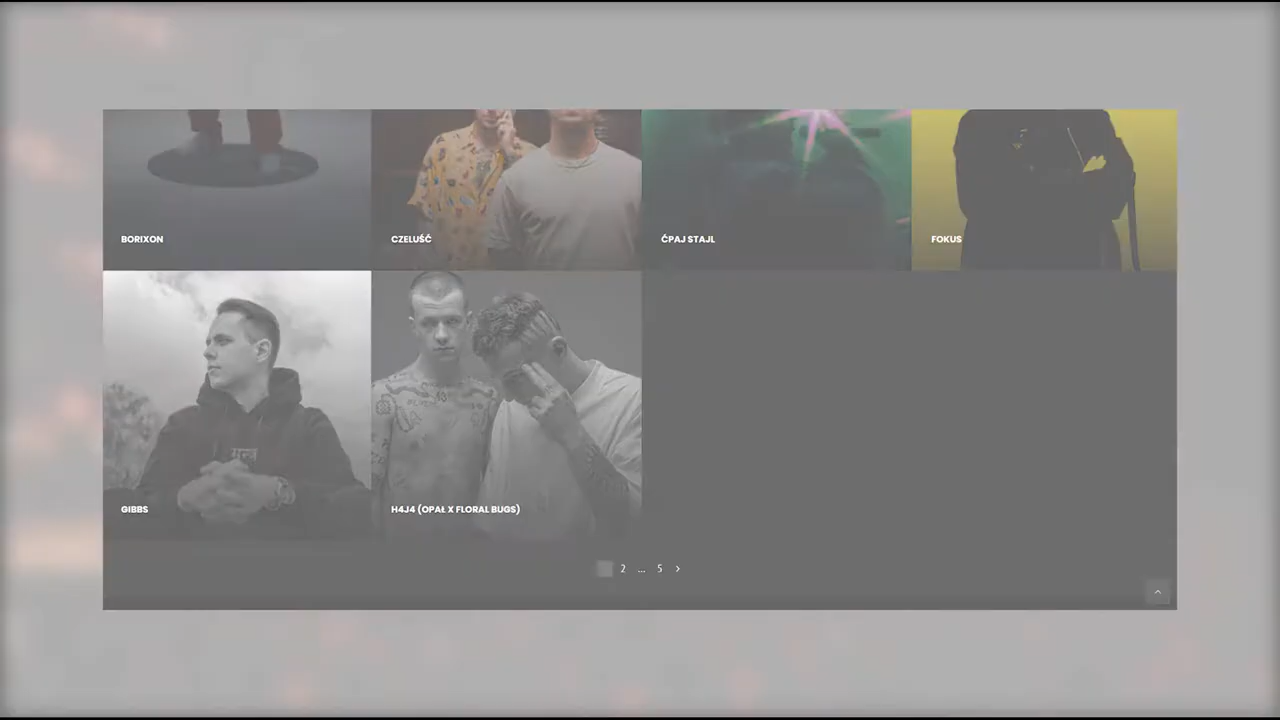 BORIXON
CZELUŚĆ
ĆPAJ STAJL
FOKUS
GIBBS
H4J4 (OPAŁ X FLORAL BUGS)
2 ... 5 >